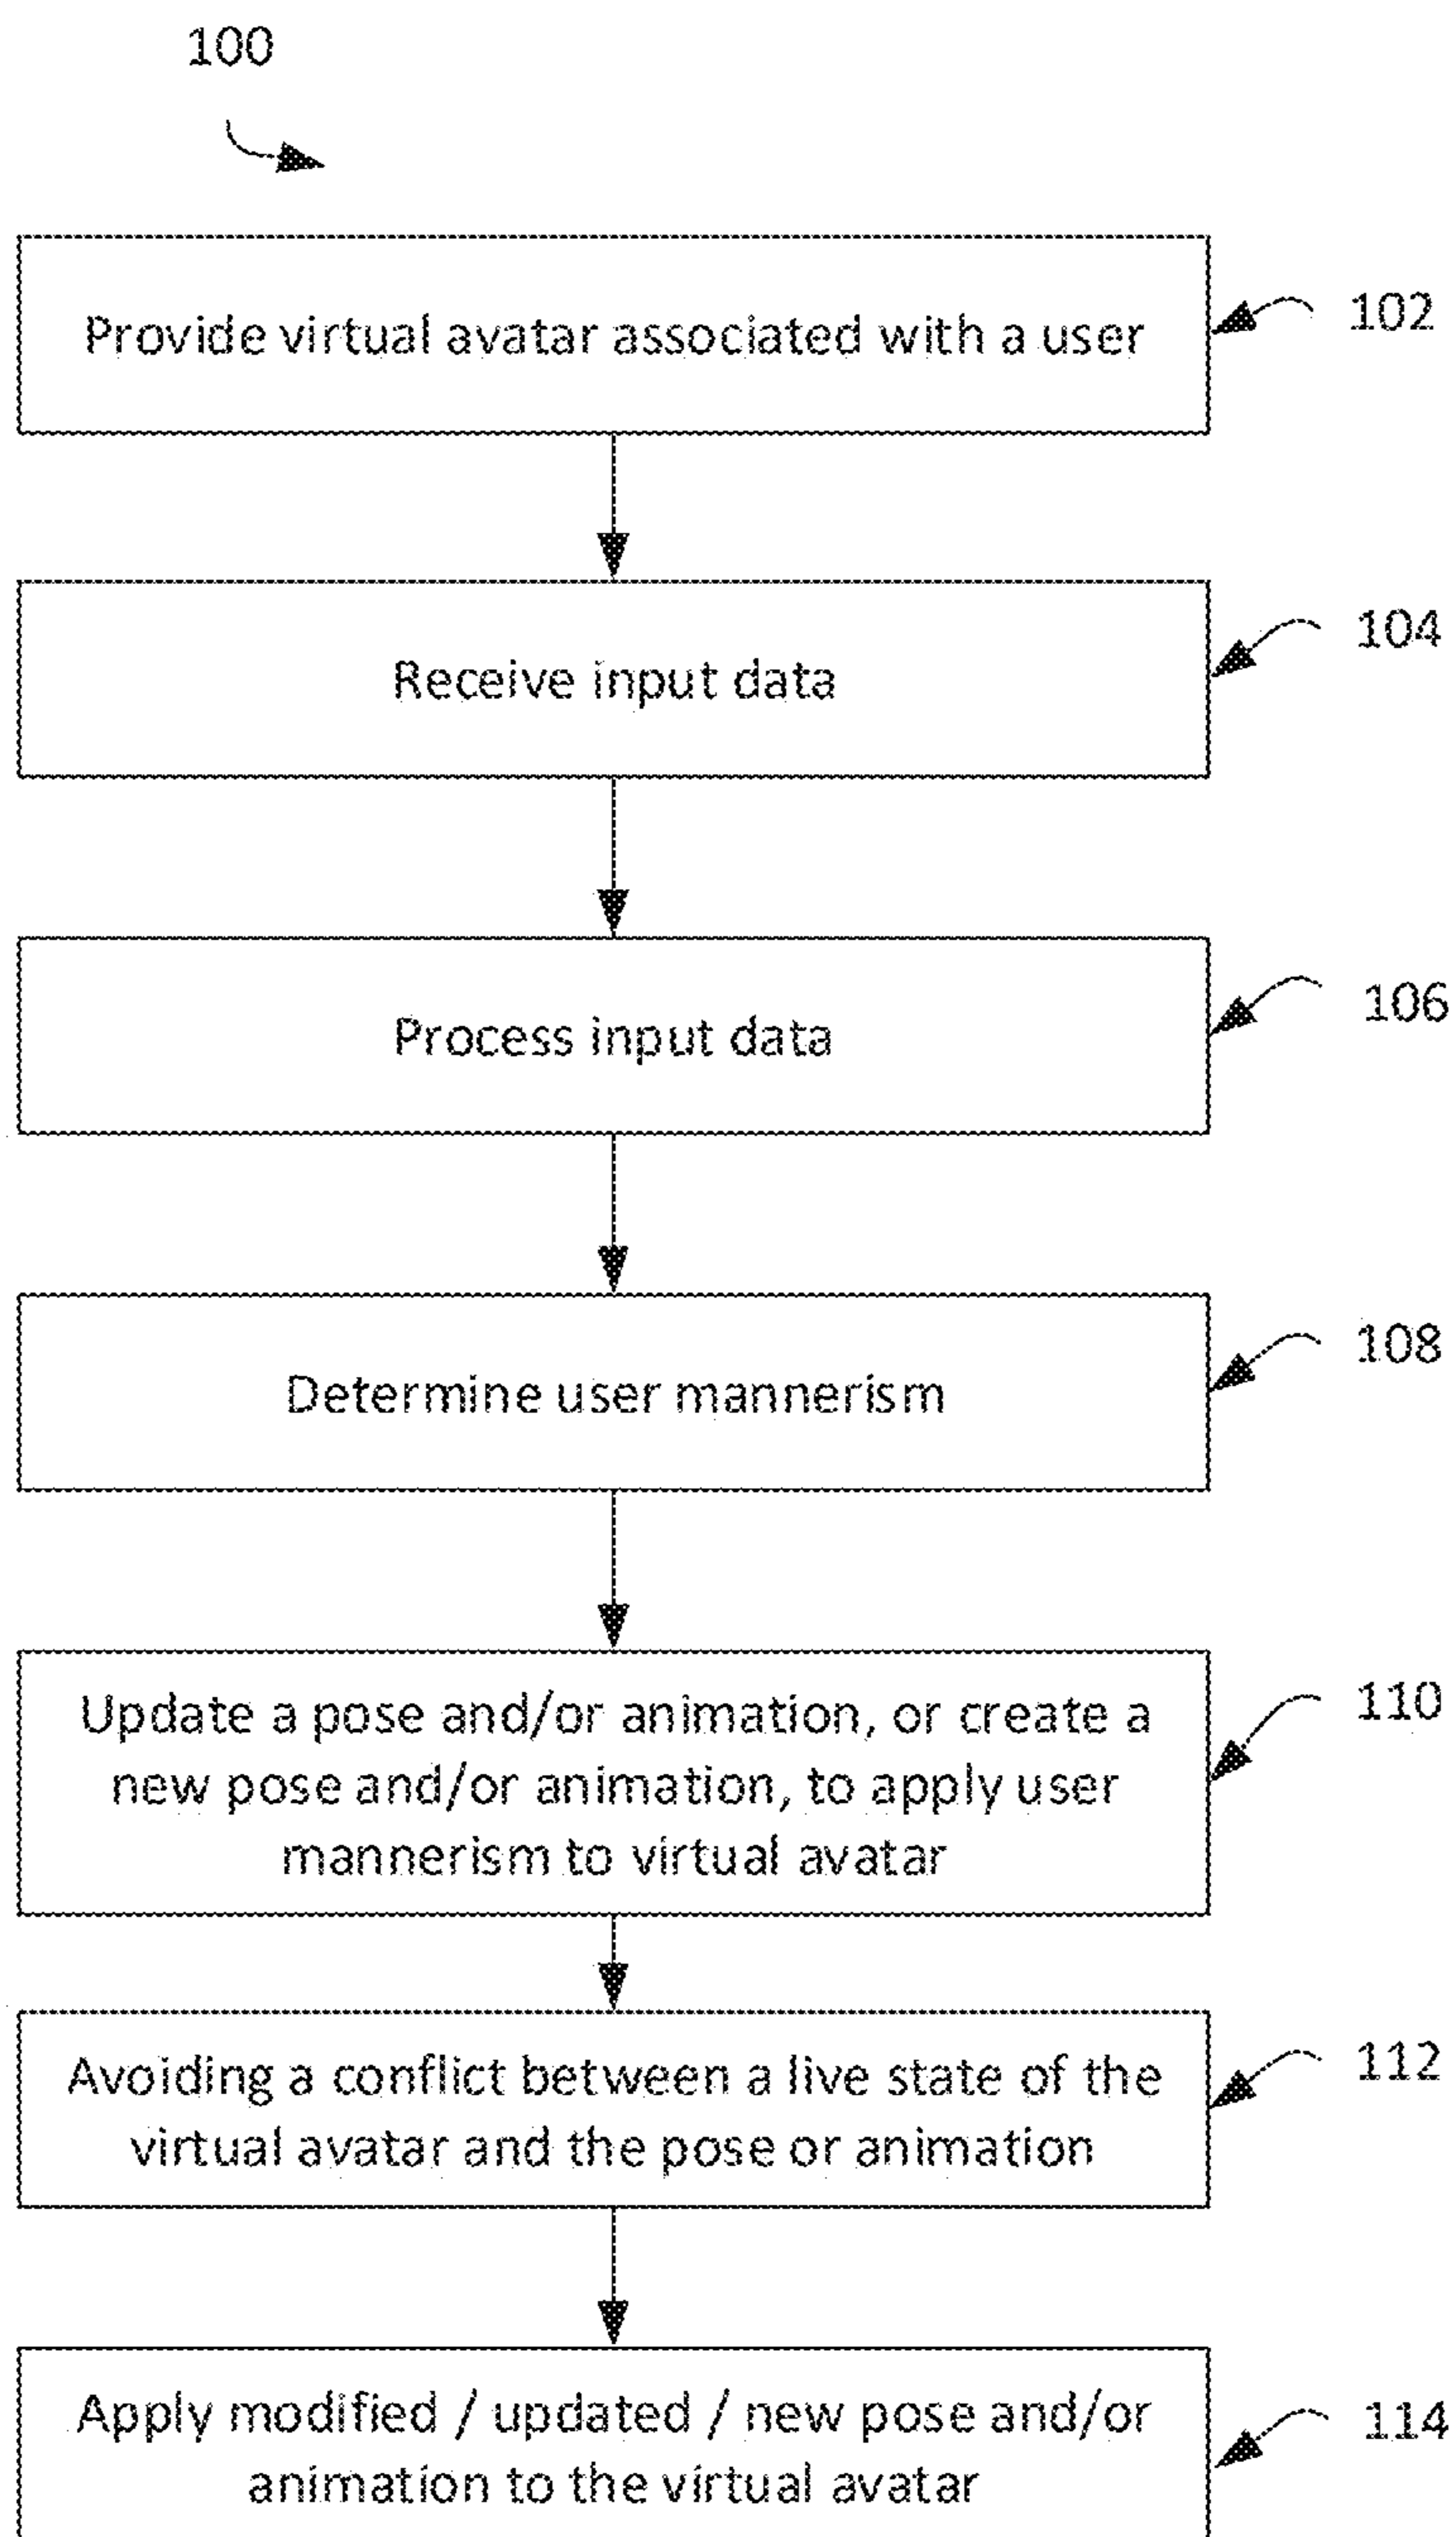 100
Provide virtual avatar associated with a user
102
Receive input data
104
Process input data
106
Determine user mannerism
108
Update a pose and/or animation, or create a
new pose and/or animation, to apply user
mannerism to virtual avatar
110
Avoiding a conflict between a live state of the
virtual avatar and the pose or animation
112
Apply modified / updated / new pose and/or
animation to the virtual avatar
114